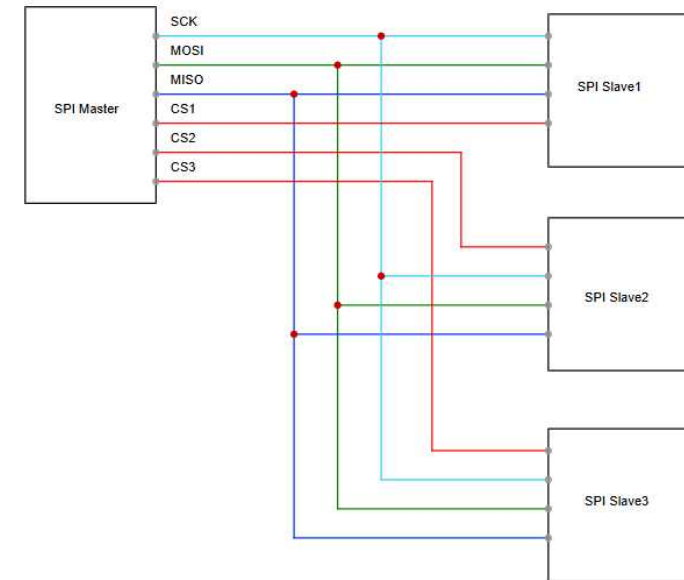 SCK
MOSI
MISO
SPI Master
CS1
CS2
CS3
SPI Slave1
SPI Slave2
SPI Slave3